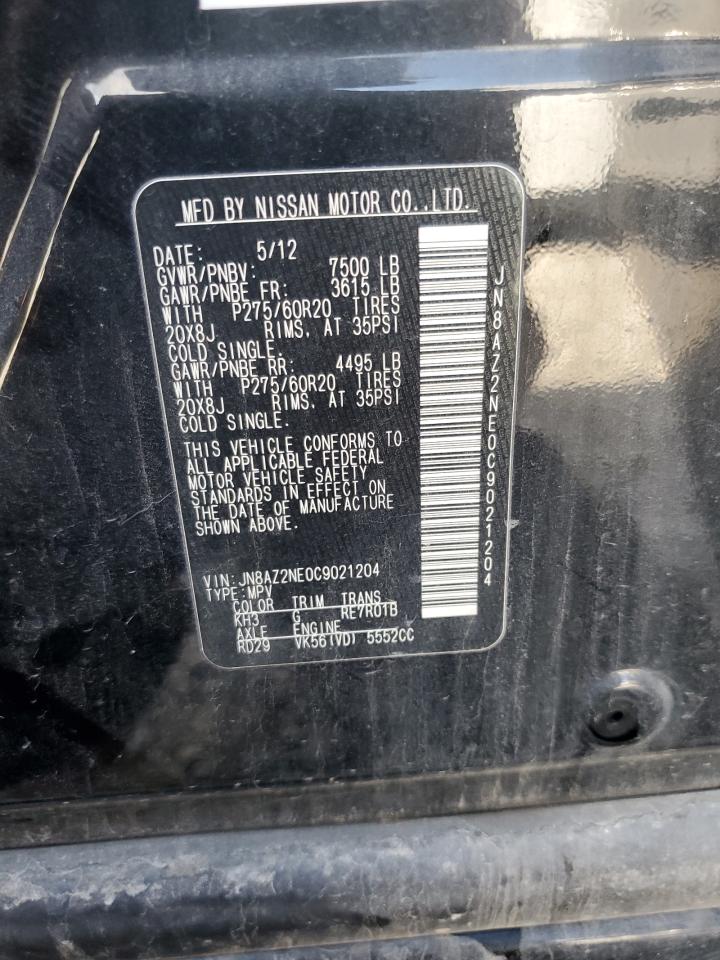 MFD BY NISSAN MOTOR CO.,LTD.
DATE: 5/12
GVWR/PNBV: 7500 LB
GAWR/PNBE FR: 3615 LB
WITH P275/60R20 TIRES
20X8J RIMS, AT 35PSI
COLD SINGLE.
GAWR/PNBE RR: 4495 LB
WITH P275/60R20 TIRES
20X8J RIMS, AT 35PSI
COLD SINGLE.
THIS VEHICLE CONFORMS TO
ALL APPLICABLE FEDERAL
MOTOR VEHICLE SAFETY
STANDARDS IN EFFECT ON
THE DATE OF MANUFACTURE
SHOWN ABOVE.
VIN:JN8AZ2NE0C9021204
TYPE:MPV
COLOR TRIM TRANS
KH3 G RE7R01B
AXLE ENGINE
RD29 VK56(VD) 5552CC
JN8AZ2NE0C9021204